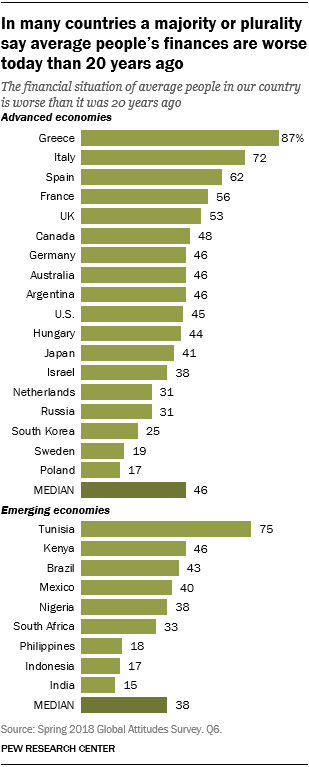 In many countries a majority or plurality
say average people's finances are worse
today than 20 years ago
The financial situation of average people in our country
is worse than it was 20 years ago
Advanced economies
Greece 87%
Italy 72
Spain 62
France 56
UK 53
Canada 48
Germany 46
Australia 46
Argentina 46
U.S. 45
Hungary 44
Japan 41
Israel 38
Netherlands 31
Russia 31
South Korea 25
Sweden 19
Poland 17
MEDIAN 46
Emerging economies
Tunisia 75
Kenya 46
Brazil 43
Mexico 40
Nigeria 38
South Africa 33
Philippines 18
Indonesia 17
India 15
MEDIAN 38
Source: Spring 2018 Global Attitudes Survey. Q6.
PEW RESEARCH CENTER